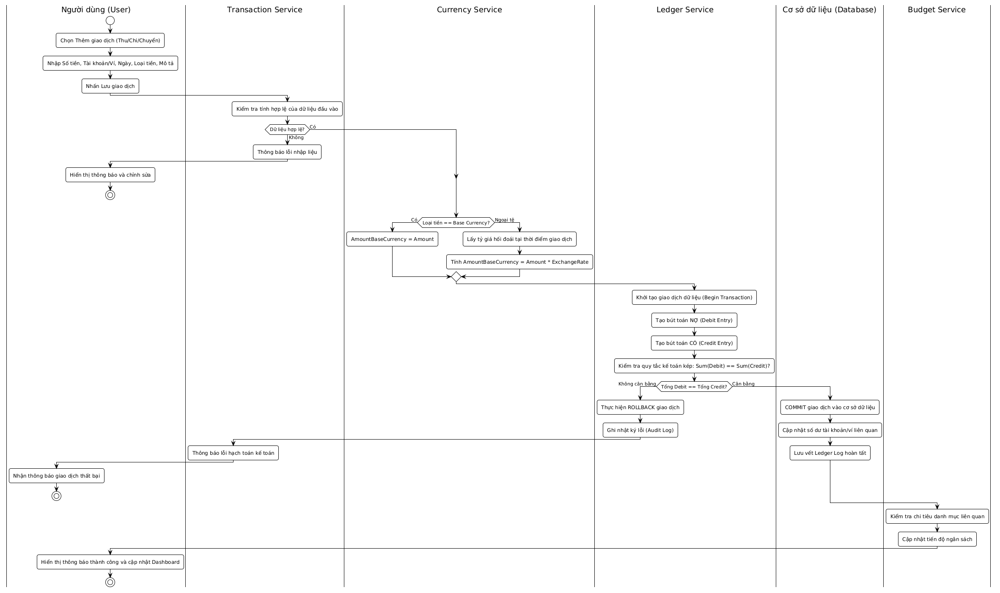 Người dùng (User)
Transaction Service
Currency Service
Ledger Service
Cơ sở dữ liệu (Database)
Budget Service
Chọn Thêm giao dịch (Thu/Chi/Chuyển)
Nhập Số tiền, Tài khoản/Ví, Ngày, Loại tiền, Mô tả
Nhấn Lưu giao dịch
Kiểm tra tính hợp lệ của dữ liệu đầu vào
Dữ liệu hợp lệ?
Có
Không
Thông báo lỗi nhập liệu
Hiển thị thông báo và chỉnh sửa
Có
Loại tiền == Base Currency?
Ngoại tệ
AmountBaseCurrency = Amount
Lấy tỷ giá hối đoái tại thời điểm giao dịch
Tính AmountBaseCurrency = Amount * ExchangeRate
Khởi tạo giao dịch dữ liệu (Begin Transaction)
Tạo bút toán NỢ (Debit Entry)
Tạo bút toán CÓ (Credit Entry)
Kiểm tra quy tắc kế toán kép: Sum(Debit) == Sum(Credit)?
Không cân bằng
Tổng Debit == Tổng Credit?
Cân bằng
Thực hiện ROLLBACK giao dịch
COMMIT giao dịch vào cơ sở dữ liệu
Ghi nhật ký lỗi (Audit Log)
Cập nhật số dư tài khoản/ví liên quan
Thông báo lỗi hạch toán kế toán
Lưu vết Ledger Log hoàn tất
Nhận thông báo giao dịch thất bại
Kiểm tra chi tiêu danh mục liên quan
Cập nhật tiến độ ngân sách
Hiển thị thông báo thành công và cập nhật Dashboard